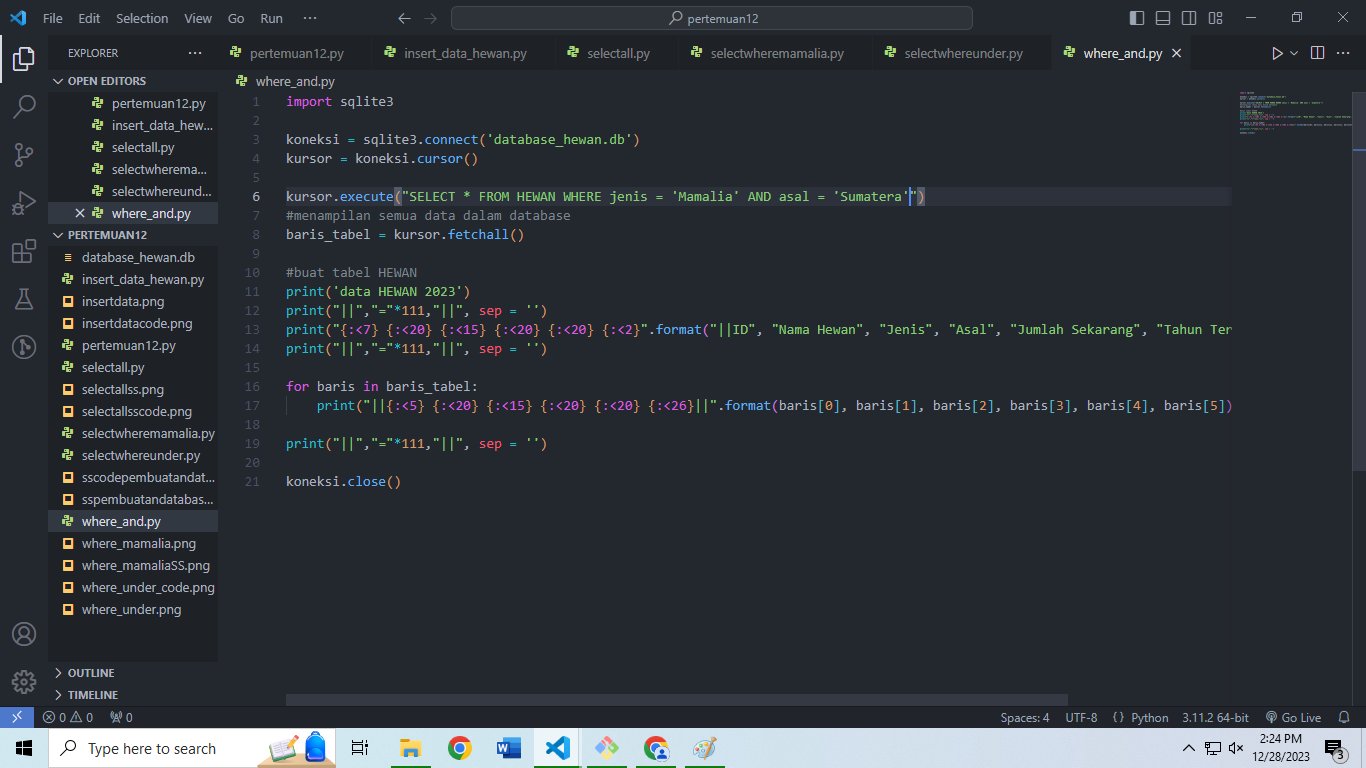 File Edit Selection View Go Run ··· pertemuan12
EXPLORER ···
OPEN EDITORS
pertemuan12.py
insert_data_hew...
selectall.py
selectwherema...
selectwhereund...
where_and.py
PERTEMUAN12
database_hewan.db
insert_data_hewan.py
insertdata.png
insertdatacode.png
pertemuan12.py
selectall.py
selectallss.png
selectallsscode.png
selectwheremamalia.py
selectwhereunder.py
sscodepembuatandat...
sspembuatandatabas...
where_and.py
where_mamalia.png
where_mamaliaSS.png
where_under_code.png
where_under.png
OUTLINE
TIMELINE
pertemuan12.py insert_data_hewan.py selectall.py selectwheremamalia.py selectwhereunder.py where_and.py
where_and.py
1 import sqlite3
2
3 koneksi = sqlite3.connect('database_hewan.db')
4 kursor = koneksi.cursor()
5
6 kursor.execute("SELECT * FROM HEWAN WHERE jenis = 'Mamalia' AND asal = 'Sumatera'")
7 #menampilan semua data dalam database
8 baris_tabel = kursor.fetchall()
9
10 #buat tabel HEWAN
11 print('data HEWAN 2023')
12 print("||","="*111,"||", sep = '')
13 print("{:<7} {:<20} {:<15} {:<20} {:<20} {:<2}".format("||ID", "Nama Hewan", "Jenis", "Asal", "Jumlah Sekarang", "Tahun Ter
14 print("||","="*111,"||", sep = '')
15
16 for baris in baris_tabel:
17 print("||{:<5} {:<20} {:<15} {:<20} {:<20} {:<26}||".format(baris[0], baris[1], baris[2], baris[3], baris[4], baris[5])
18
19 print("||","="*111,"||", sep = '')
20
21 koneksi.close()
0 0 0 Spaces: 4 UTF-8 {} Python 3.11.2 64-bit Go Live
Type here to search
2:24 PM
12/28/2023
3